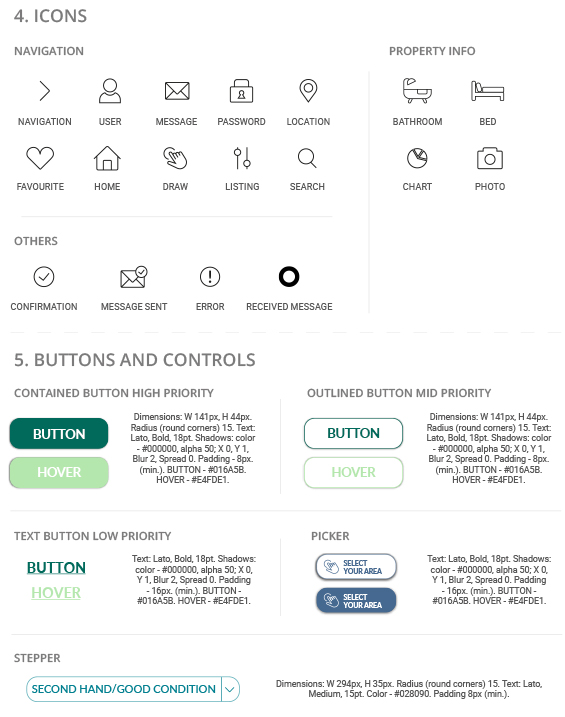 4. ICONS
NAVIGATION
PROPERTY INFO
NAVIGATION
USER
MESSAGE
PASSWORD
LOCATION
BATHROOM
BED
FAVOURITE
HOME
DRAW
LISTING
SEARCH
CHART
PHOTO
OTHERS
CONFIRMATION
MESSAGE SENT
ERROR
RECEIVED MESSAGE
5. BUTTONS AND CONTROLS
CONTAINED BUTTON HIGH PRIORITY
BUTTON
HOVER
Dimensions: W 141px, H 44px.
Radius (round corners) 15. Text:
Lato, Bold, 18pt. Shadows: color
- #000000, alpha 50; X 0, Y 1,
Blur 2, Spread 0. Padding - 8px.
(min.). BUTTON - #016A5B.
HOVER - #E4FDE1.
OUTLINED BUTTON MID PRIORITY
BUTTON
HOVER
Dimensions: W 141px, H 44px.
Radius (round corners) 15. Text:
Lato, Bold, 18pt. Shadows: color
- #000000, alpha 50; X 0, Y 1,
Blur 2, Spread 0. Padding - 8px.
(min.). BUTTON - #016A5B.
HOVER - #E4FDE1.
TEXT BUTTON LOW PRIORITY
BUTTON
HOVER
Text: Lato, Bold, 18pt. Shadows:
color - #000000, alpha 50; X 0,
Y 1, Blur 2, Spread 0. Padding
- 16px. (min.). BUTTON -
#016A5B. HOVER - #E4FDE1.
PICKER
SELECT
YOUR AREA
SELECT
YOUR AREA
Text: Lato, Bold, 18pt. Shadows:
color - #000000, alpha 50; X 0,
Y 1, Blur 2, Spread 0. Padding
- 16px. (min.). BUTTON -
#016A5B. HOVER - #E4FDE1.
STEPPER
SECOND HAND/GOOD CONDITION
Dimensions: W 294px, H 35px. Radius (round corners) 15. Text: Lato,
Medium, 15pt. Color - #028090. Padding 8px (min.).